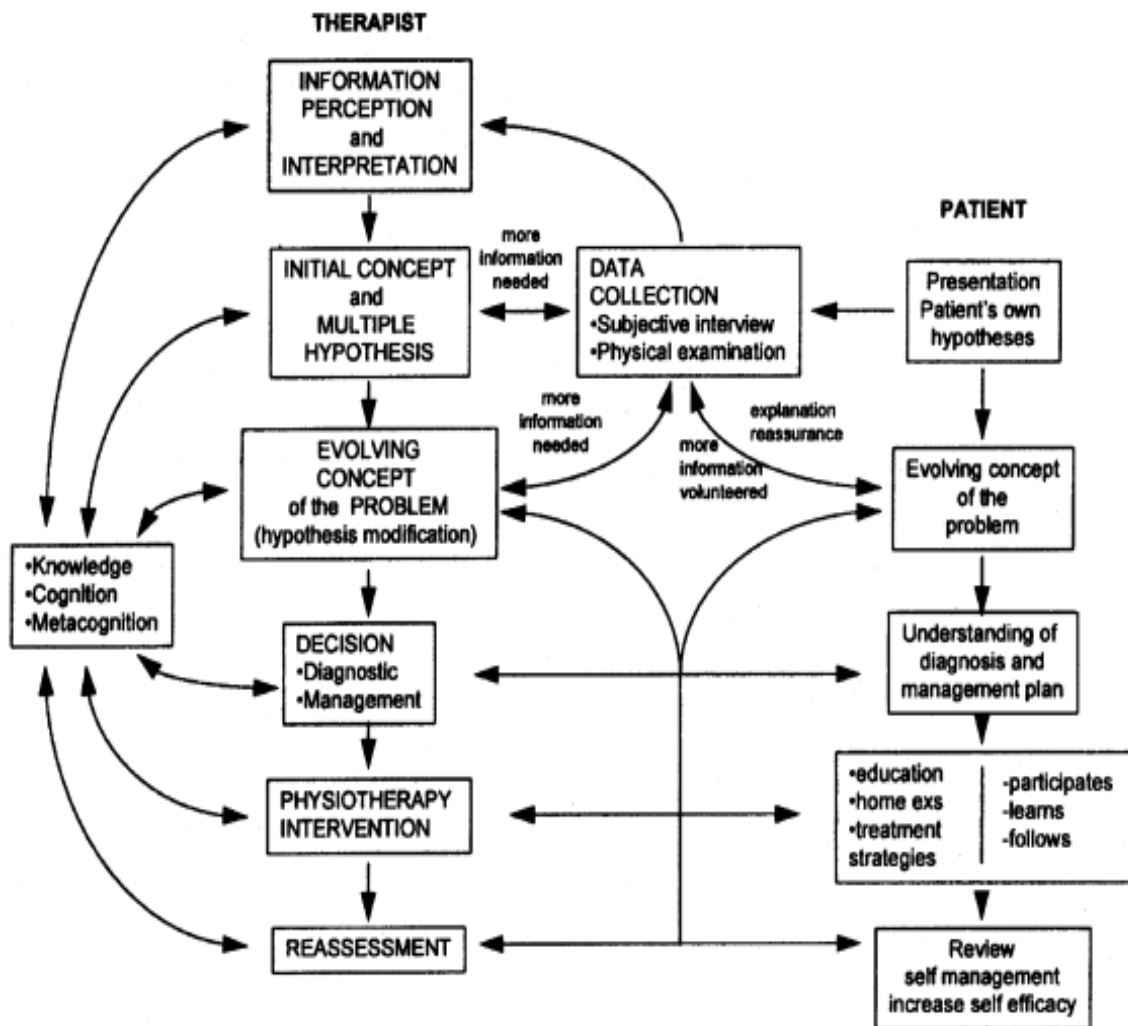 THERAPIST
INFORMATION
PERCEPTION
and
INTERPRETATION
PATIENT
more
information
needed
INITIAL CONCEPT
and
MULTIPLE
HYPOTHESIS
DATA
COLLECTION
•Subjective interview
•Physical examination
Presentation
Patient's own
hypotheses
more
information
needed
explanation
reassurance
more
information
volunteered
EVOLVING
CONCEPT
of the PROBLEM
(hypothesis modification)
Evolving concept
of the
problem
•Knowledge
•Cognition
•Metacognition
DECISION
•Diagnostic
•Management
Understanding of
diagnosis and
management plan
PHYSIOTHERAPY
INTERVENTION
•education
•home exs
•treatment
strategies
-participates
-learns
-follows
REASSESSMENT
Review
self management
increase self efficacy